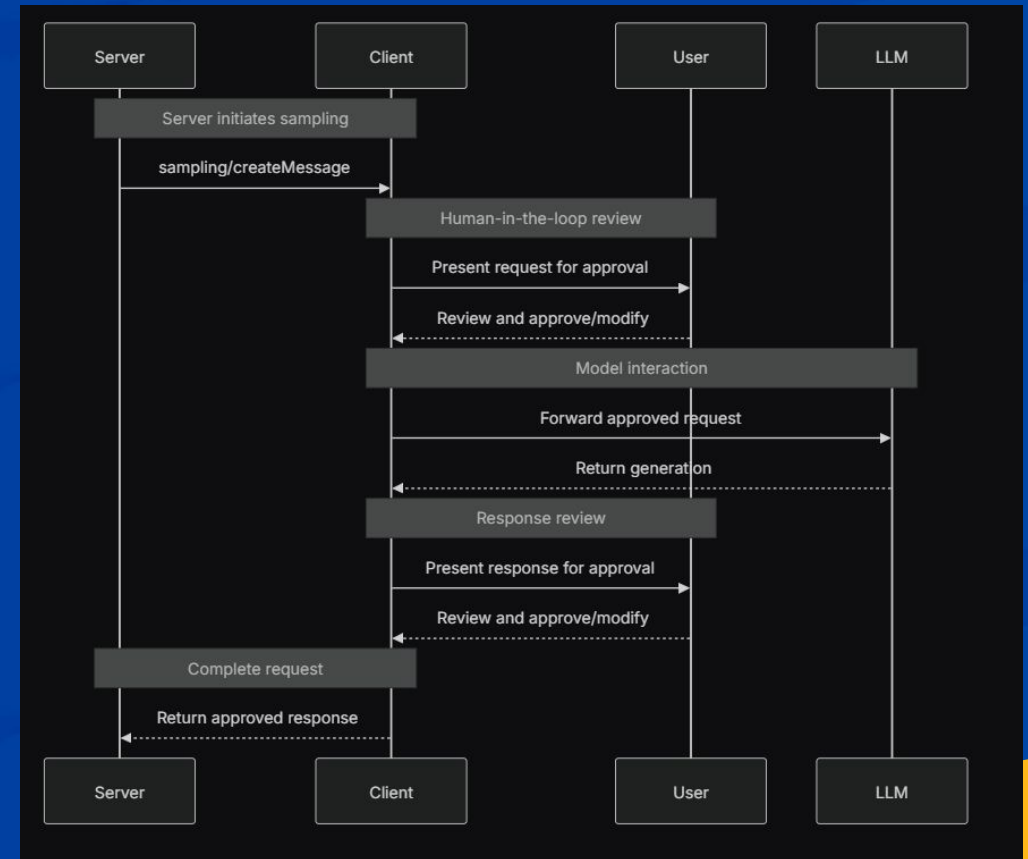 Server
Client
User
LLM
Server initiates sampling
sampling/createMessage
Human-in-the-loop review
Present request for approval
Review and approve/modify
Model interaction
Forward approved request
Return generation
Response review
Present response for approval
Review and approve/modify
Complete request
Return approved response
Server
Client
User
LLM